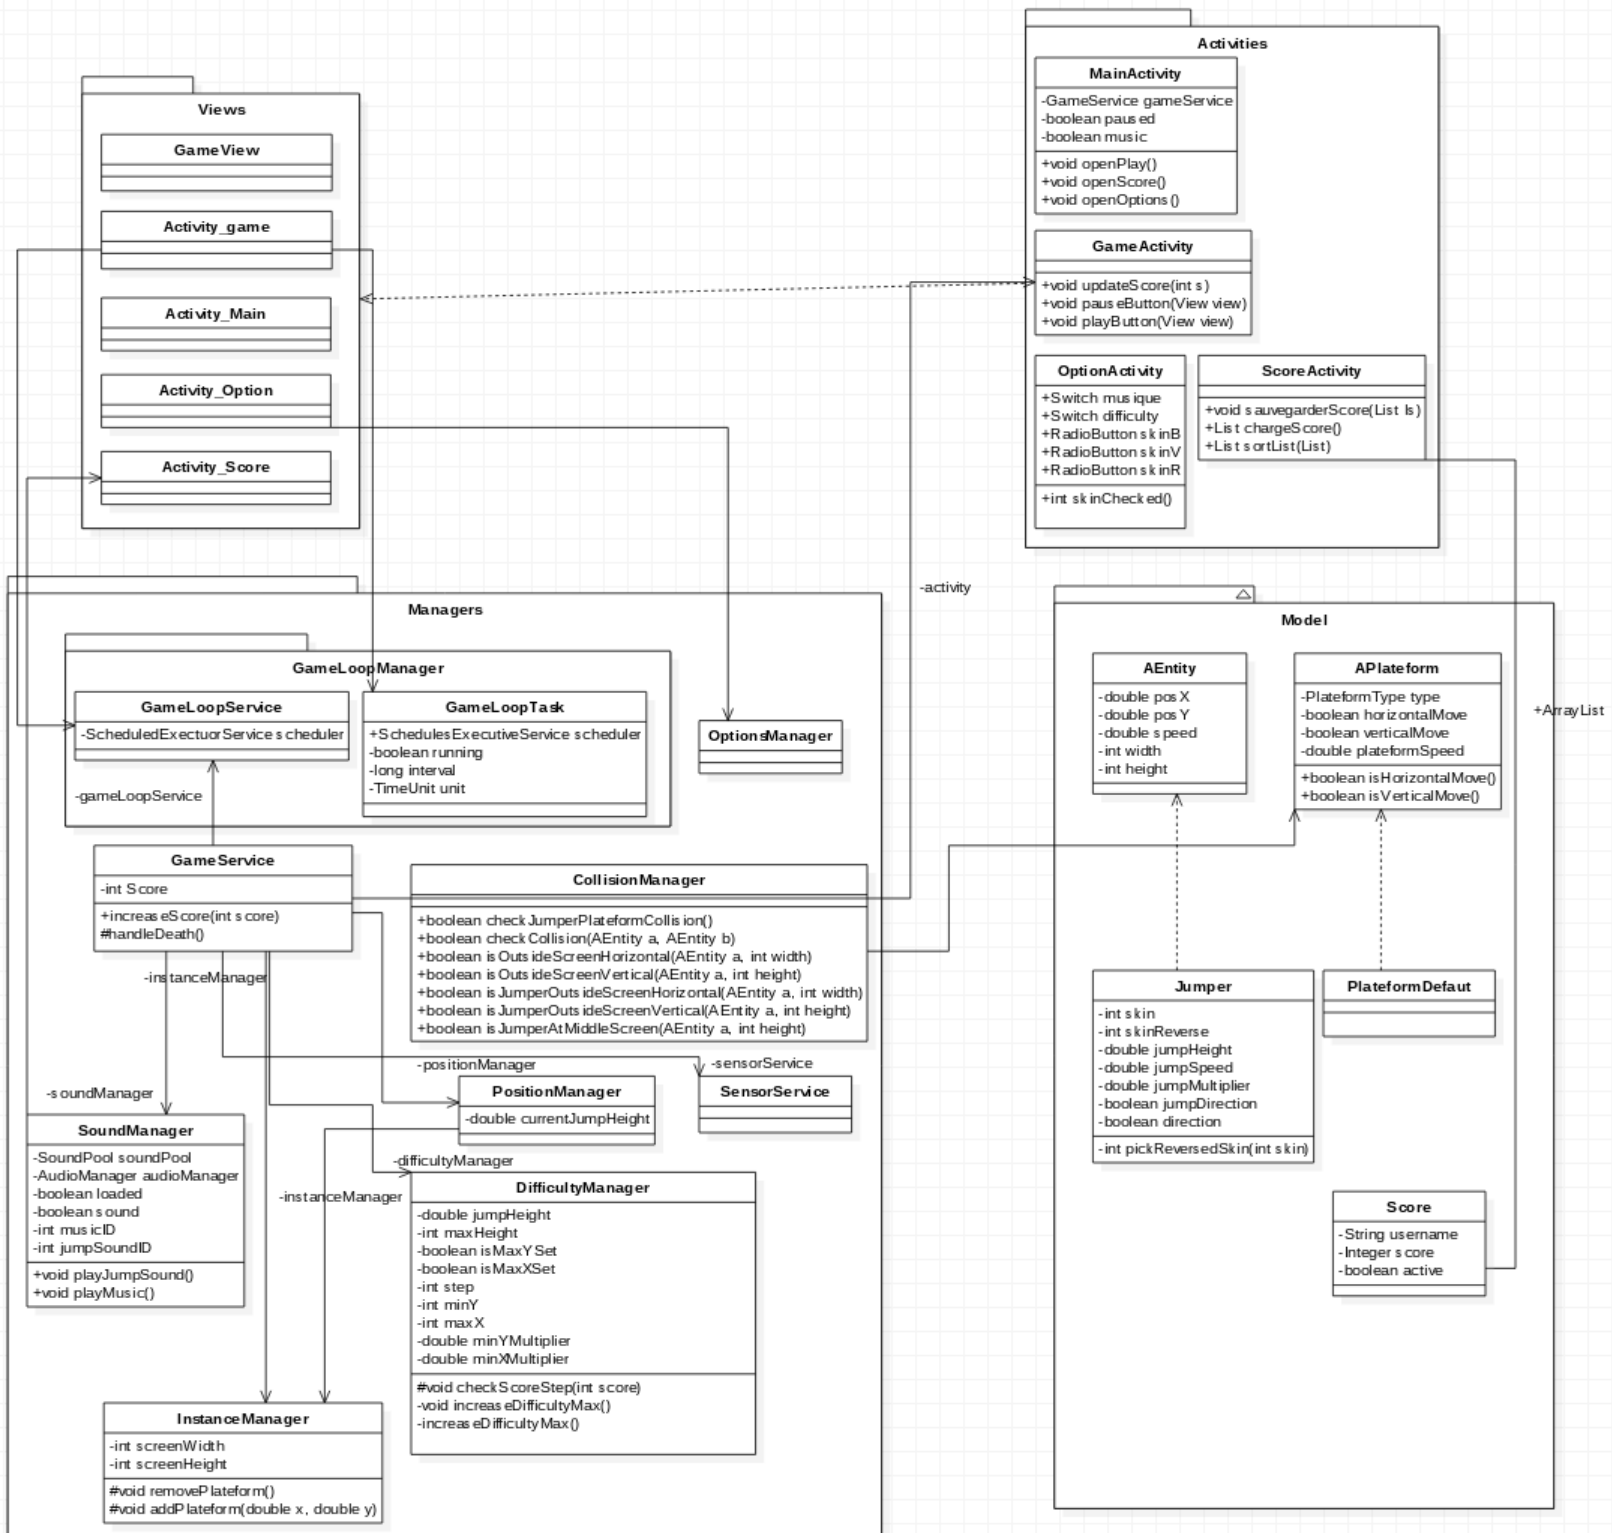 Views
GameView
Activity_game
Activity_Main
Activity_Option
Activity_Score
Activities
MainActivity
-GameService gameService
-boolean paused
-boolean music
+void openPlay()
+void openScore()
+void openOptions()
GameActivity
+void updateScore(int s)
+void pauseButton(View view)
+void playButton(View view)
OptionActivity
+Switch musique
+Switch difficulty
+RadioButton skinB
+RadioButton skinV
+RadioButton skinR
+int skinChecked()
ScoreActivity
+void sauvegarderScore(List ls)
+List chargeScore()
+List sortList(List)
-activity
Managers
GameLoopManager
GameLoopService
-ScheduledExectuorService scheduler
GameLoopTask
+SchedulesExecutiveService scheduler
-boolean running
-long interval
-TimeUnit unit
OptionsManager
-gameLoopService
GameService
-int Score
+increaseScore(int score)
#handleDeath()
CollisionManager
+boolean checkJumperPlateformCollision()
+boolean checkCollision(AEntity a, AEntity b)
+boolean isOutsideScreenHorizontal(AEntity a, int width)
+boolean isOutsideScreenVertical(AEntity a, int height)
+boolean isJumperOutsideScreenHorizontal(AEntity a, int width)
+boolean isJumperOutsideScreenVertical(AEntity a, int height)
+boolean isJumperAtMiddleScreen(AEntity a, int height)
-instanceManager
-positionManager
-sensorService
PositionManager
-double currentJumpHeight
SensorService
-soundManager
SoundManager
-SoundPool soundPool
-AudioManager audioManager
-boolean loaded
-boolean sound
-int musicID
-int jumpSoundID
+void playJumpSound()
+void playMusic()
-difficultyManager
-instanceManager
DifficultyManager
-double jumpHeight
-int maxHeight
-boolean isMaxYSet
-boolean isMaxXSet
-int step
-int minY
-int maxX
-double minYMultiplier
-double minXMultiplier
#void checkScoreStep(int score)
-void increaseDifficultyMax()
-increaseDifficultyMax()
InstanceManager
-int screenWidth
-int screenHeight
#void removePlateform()
#void addPlateform(double x, double y)
Model
AEntity
-double posX
-double posY
-double speed
-int width
-int height
APlateform
-PlateformType type
-boolean horizontalMove
-boolean verticalMove
-double plateformSpeed
+boolean isHorizontalMove()
+boolean isVerticalMove()
+ArrayList
Jumper
-int skin
-int skinReverse
-double jumpHeight
-double jumpSpeed
-double jumpMultiplier
-boolean jumpDirection
-boolean direction
-int pickReversedSkin(int skin)
PlateformDefaut
Score
-String username
-Integer score
-boolean active